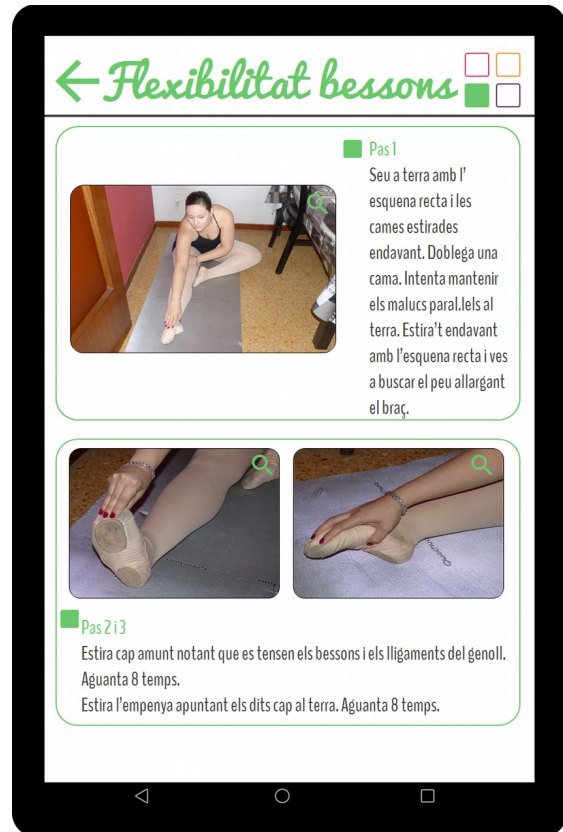 Flexibilitat bessons
Pas 1
Seu a terra amb l'
esquena recta i les
cames estirades
endavant. Doblega una
cama. Intenta mantenir
els malucs paral.lels al
terra. Estira't endavant
amb l'esquena recta i ves
a buscar el peu allargant
el braç.
Pas 2 i 3
Estira cap amunt notant que es tensen els bessons i els lligaments del genoll.
Aguanta 8 temps.
Estira l'empenya apuntant els dits cap al terra. Aguanta 8 temps.